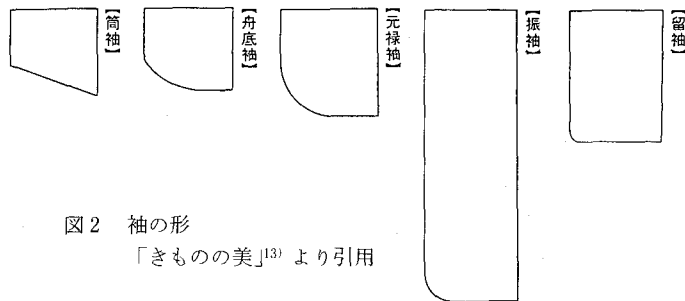 【筒袖】
【舟底袖】
【元禄袖】
【振袖】
【留袖】
図2 袖の形
「きものの美」13) より引用